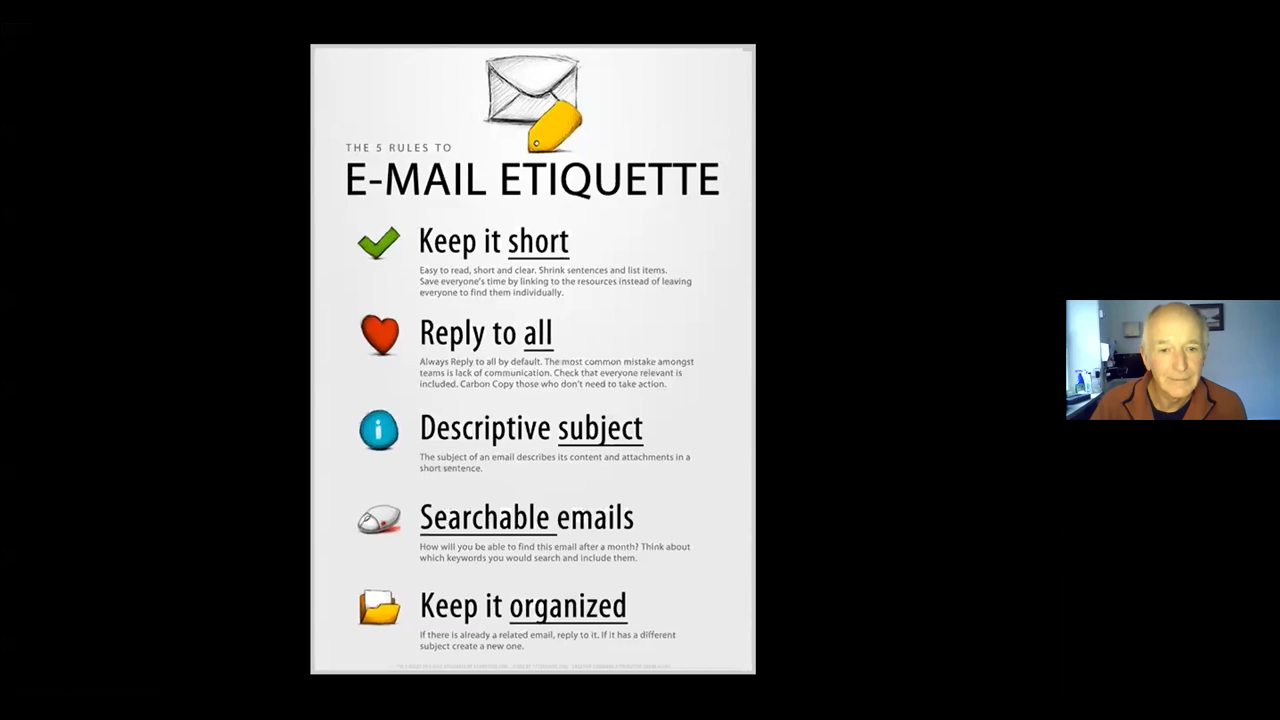 THE 5 RULES TO
E-MAIL ETIQUETTE
Keep it short
Easy to read, short and clear. Shrink sentences and list items.
Save everyone's time by linking to the resources instead of leaving
everyone to find them individually.
Reply to all
Always Reply to all by default. The most common mistake amongst
teams is lack of communication. Check that everyone relevant is
included. Carbon Copy those who don't need to take action.
Descriptive subject
The subject of an email describes its content and attachments in a
short sentence.
Searchable emails
How will you be able to find this email after a month? Think about
which keywords you would search and include them.
Keep it organized
If there is already a related email, reply to it. If it has a different
subject create a new one.